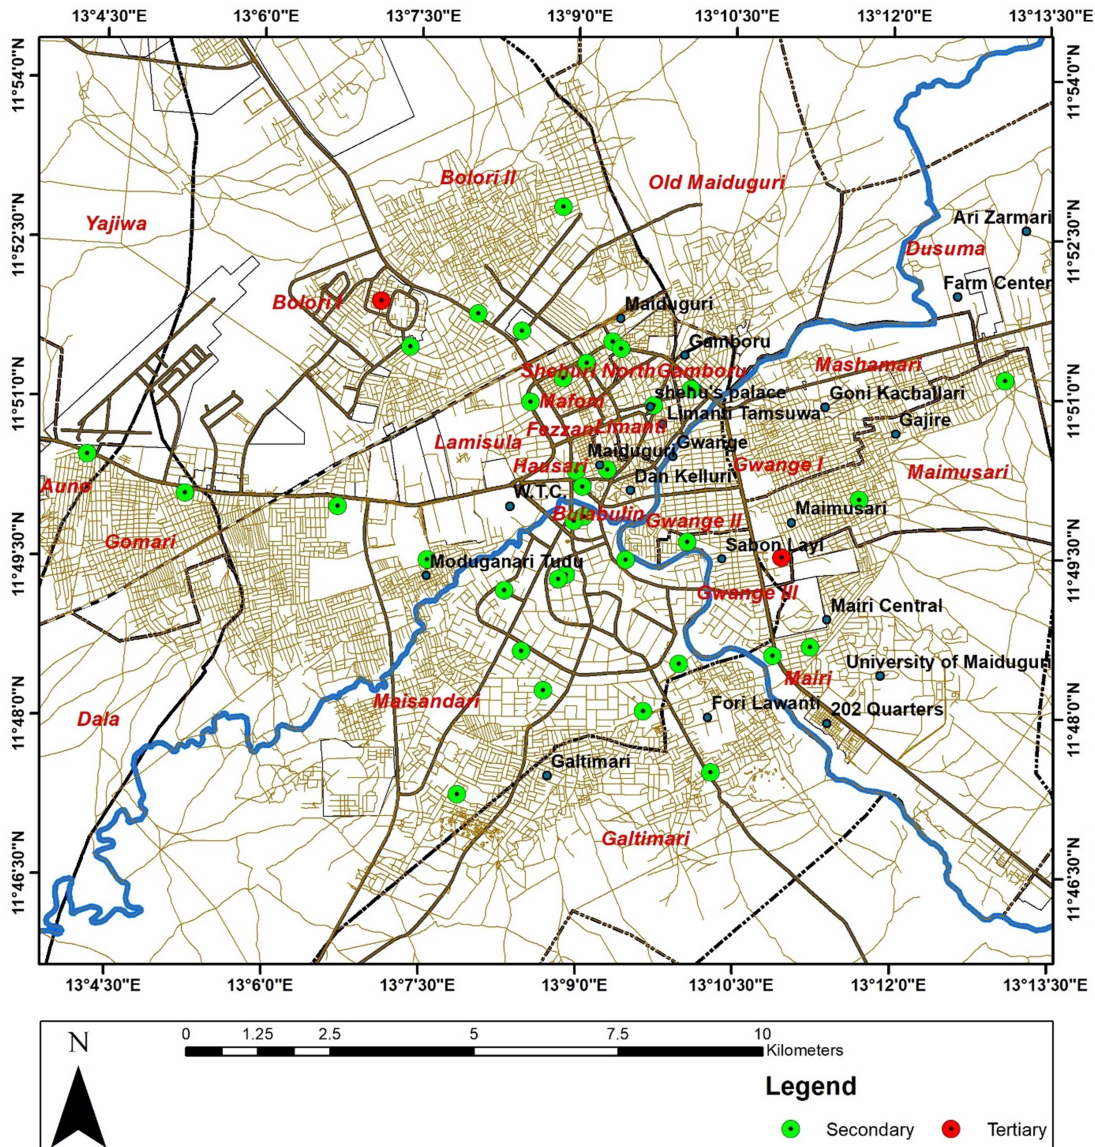 13°4'30"E 13°6'0"E 13°7'30"E 13°9'0"E 13°10'30"E 13°12'0"E 13°13'30"E
11°54'0"N
11°54'0"N
Bolori II
Old Maiduguri
Yajiwa
Ari Zarmari
11°52'30"N
11°52'30"N
Dusuma
Farm Center
Bolori I
Maiduguri
Gamboru
Shehuri North
Gamboru
Mashamari
11°51'0"N
11°51'0"N
shehu's palace
Goni Kachallari
Mafoni
Limanti Tamsuwa
Gajire
Fezzan
Limanti
Lamisula
Gwange
Maiduguri
Hausari
Gwange I
Maimusari
Dan Kelluri
Auno
W.T.C
Bulabulin
Gwange II
Maimusari
Gomari
Sabon Layi
11°49'30"N
11°49'30"N
Moduganari Tudu
Gwange III
Mairi Central
University of Maidugur
Mairi
Maisandari
Fori Lawanti
202 Quarters
Dala
11°48'0"N
11°48'0"N
Galtimari
Galtimari
11°46'30"N
11°46'30"N
13°4'30"E 13°6'0"E 13°7'30"E 13°9'0"E 13°10'30"E 13°12'0"E 13°13'30"E
N
0 1.25 2.5 5 7.5 10
Kilometers
Legend
Secondary Tertiary